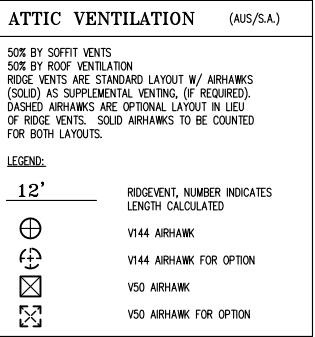 ATTIC VENTILATION (AUS/S.A.)
50% BY SOFFIT VENTS
50% BY ROOF VENTILATION
RIDGE VENTS ARE STANDARD LAYOUT W/ AIRHAWKS
(SOLID) AS SUPPLEMENTAL VENTING, (IF REQUIRED).
DASHED AIRHAWKS ARE OPTIONAL LAYOUT IN LIEU
OF RIDGE VENTS. SOLID AIRHAWKS TO BE COUNTED
FOR BOTH LAYOUTS.
LEGEND:
12' RIDGEVENT, NUMBER INDICATES
LENGTH CALCULATED
V144 AIRHAWK
V144 AIRHAWK FOR OPTION
V50 AIRHAWK
V50 AIRHAWK FOR OPTION